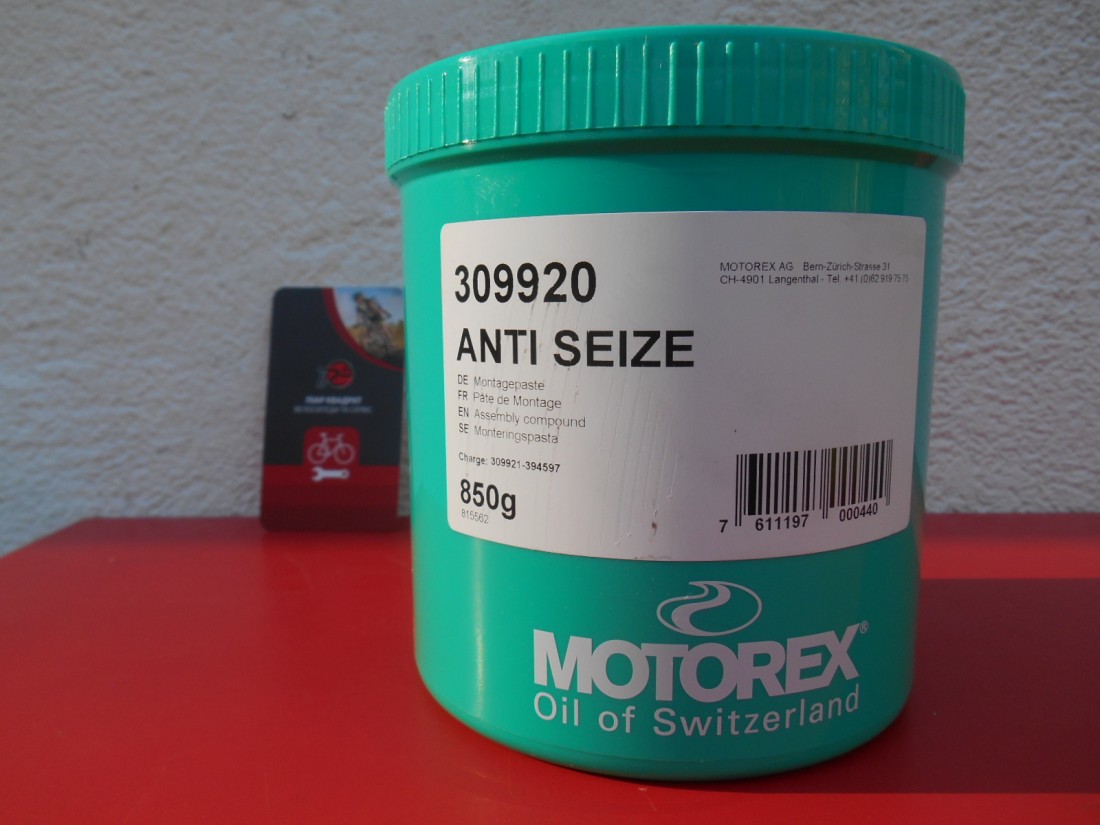 309920
MOTOREX AG Bern-Zürich-Strasse 31
CH-4901 Langenthal - Tel. +41 (0)62 919 75 75
ANTI SEIZE
DE Montagepaste
FR Pâte de Montage
EN Assembly compound
SE Monteringspasta
Charge: 309921-394597
850g
815562
7 611197 000440
MOTOREX®
Oil of Switzerland
ПІАР КВАДРАТ